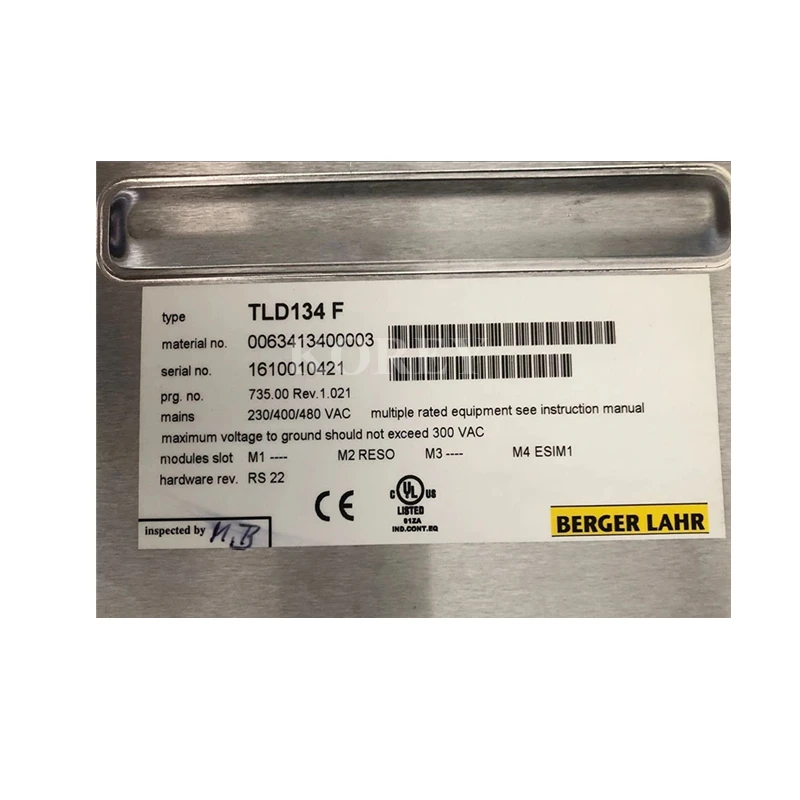 type TLD134 F
material no. 0063413400003
KOREY
serial no. 1610010421
prg. no. 735.00 Rev.1.021
mains 230/400/480 VAC multiple rated equipment see instruction manual
maximum voltage to ground should not exceed 300 VAC
modules slot M1 ---- M2 RESO M3 ---- M4 ESIM1
hardware rev. RS 22
CE
C UL US
LISTED
91ZA
IND.CONT.EQ
BERGER LAHR
inspected by M.B